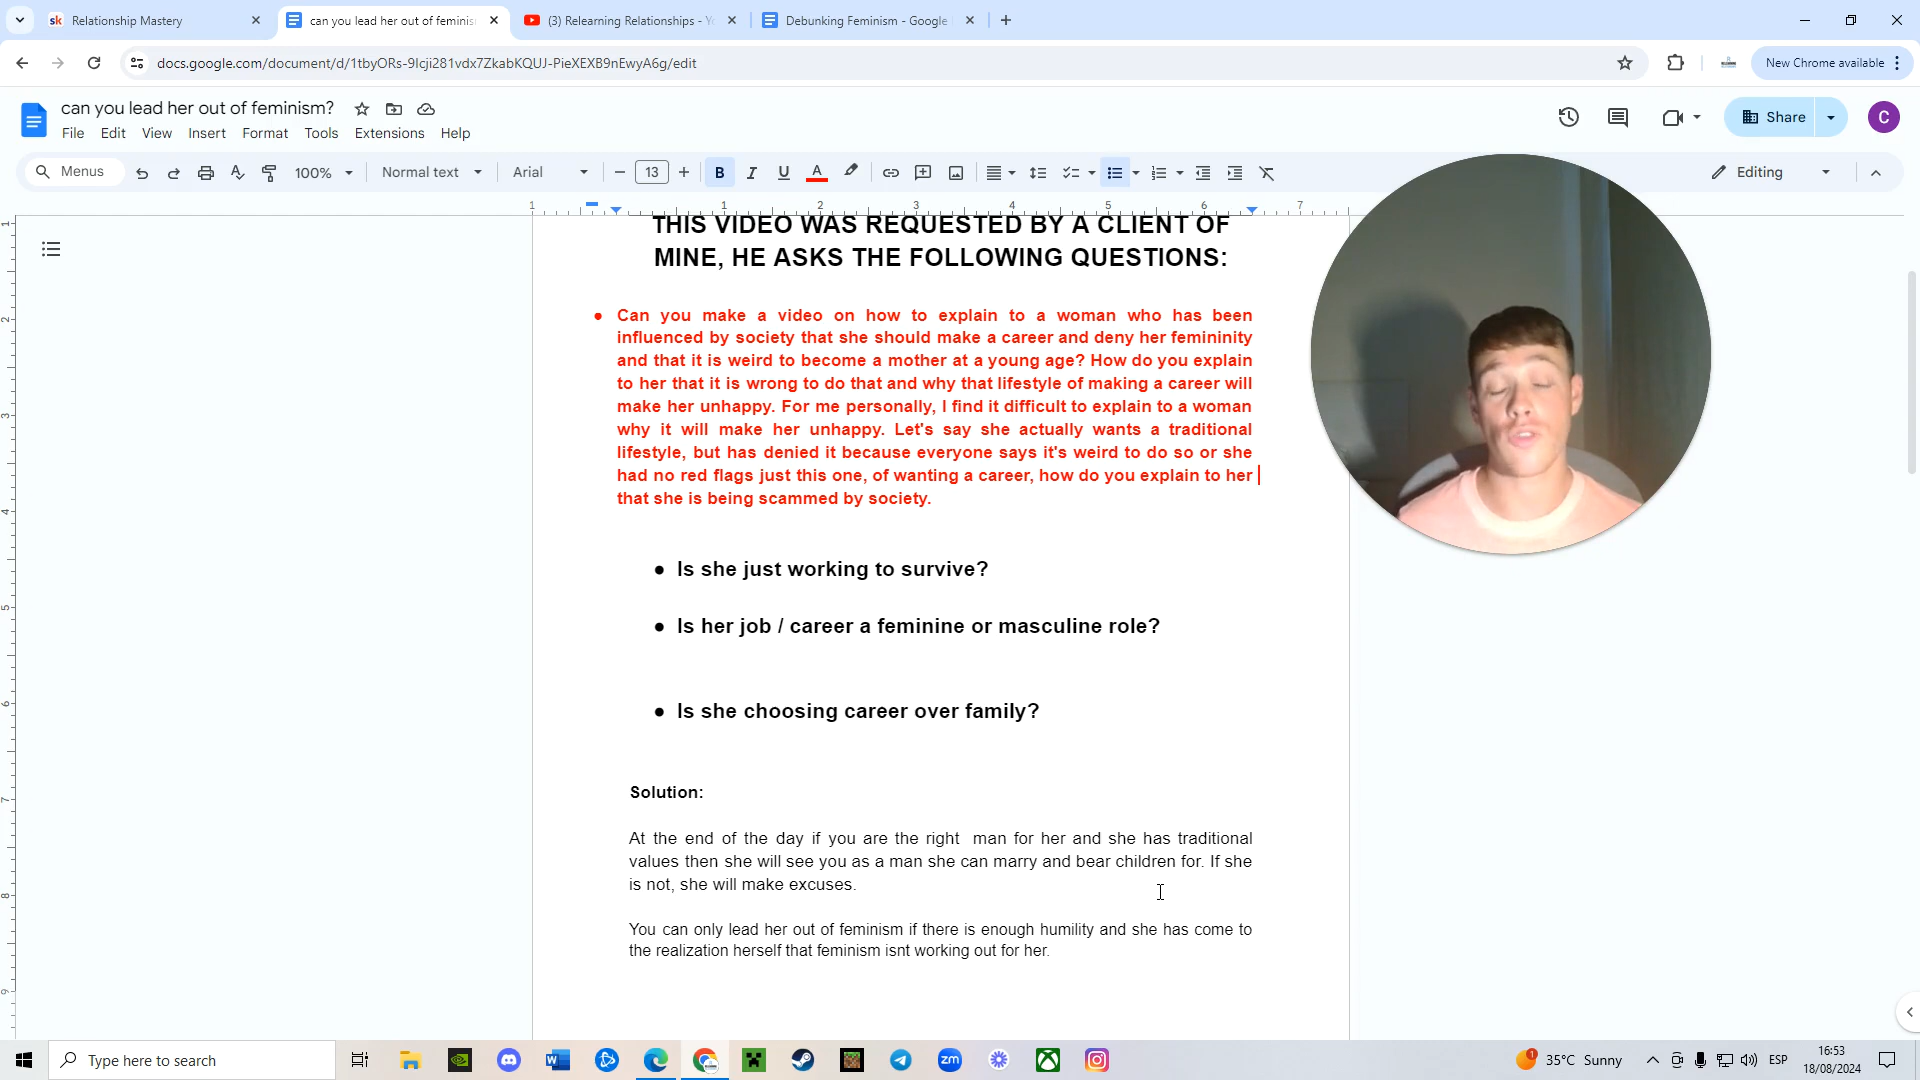 Relationship Mastery
can you lead her out of feminis
(3) Relearning Relationships - Y
Debunking Feminism - Google
docs.google.com/document/d/1tbyORs-9Icji281vdx7ZkabKQUJ-PieXEXB9nEwyA6g/edit
New Chrome available
can you lead her out of feminism?
File Edit View Insert Format Tools Extensions Help
Share
C
Menus
100%
Normal text
Arial
13
Editing
THIS VIDEO WAS REQUESTED BY A CLIENT OF
MINE, HE ASKS THE FOLLOWING QUESTIONS:
● Can you make a video on how to explain to a woman who has been
influenced by society that she should make a career and deny her femininity
and that it is weird to become a mother at a young age? How do you explain
to her that it is wrong to do that and why that lifestyle of making a career will
make her unhappy. For me personally, I find it difficult to explain to a woman
why it will make her unhappy. Let's say she actually wants a traditional
lifestyle, but has denied it because everyone says it's weird to do so or she
had no red flags just this one, of wanting a career, how do you explain to her
that she is being scammed by society.
● Is she just working to survive?
● Is her job / career a feminine or masculine role?
● Is she choosing career over family?
Solution:
At the end of the day if you are the right man for her and she has traditional
values then she will see you as a man she can marry and bear children for. If she
is not, she will make excuses.
You can only lead her out of feminism if there is enough humility and she has come to
the realization herself that feminism isnt working out for her.
Type here to search
35°C Sunny
ESP
16:53
18/08/2024